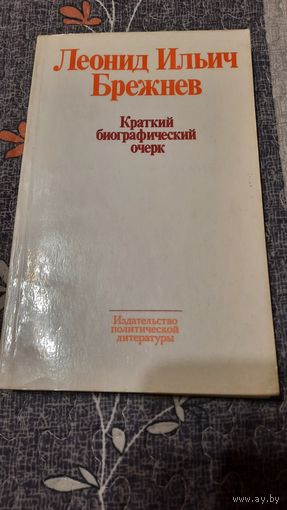 Леонид Ильич
Брежнев
Краткий
биографический
очерк
Издательство
политической
литературы
www.ay.by